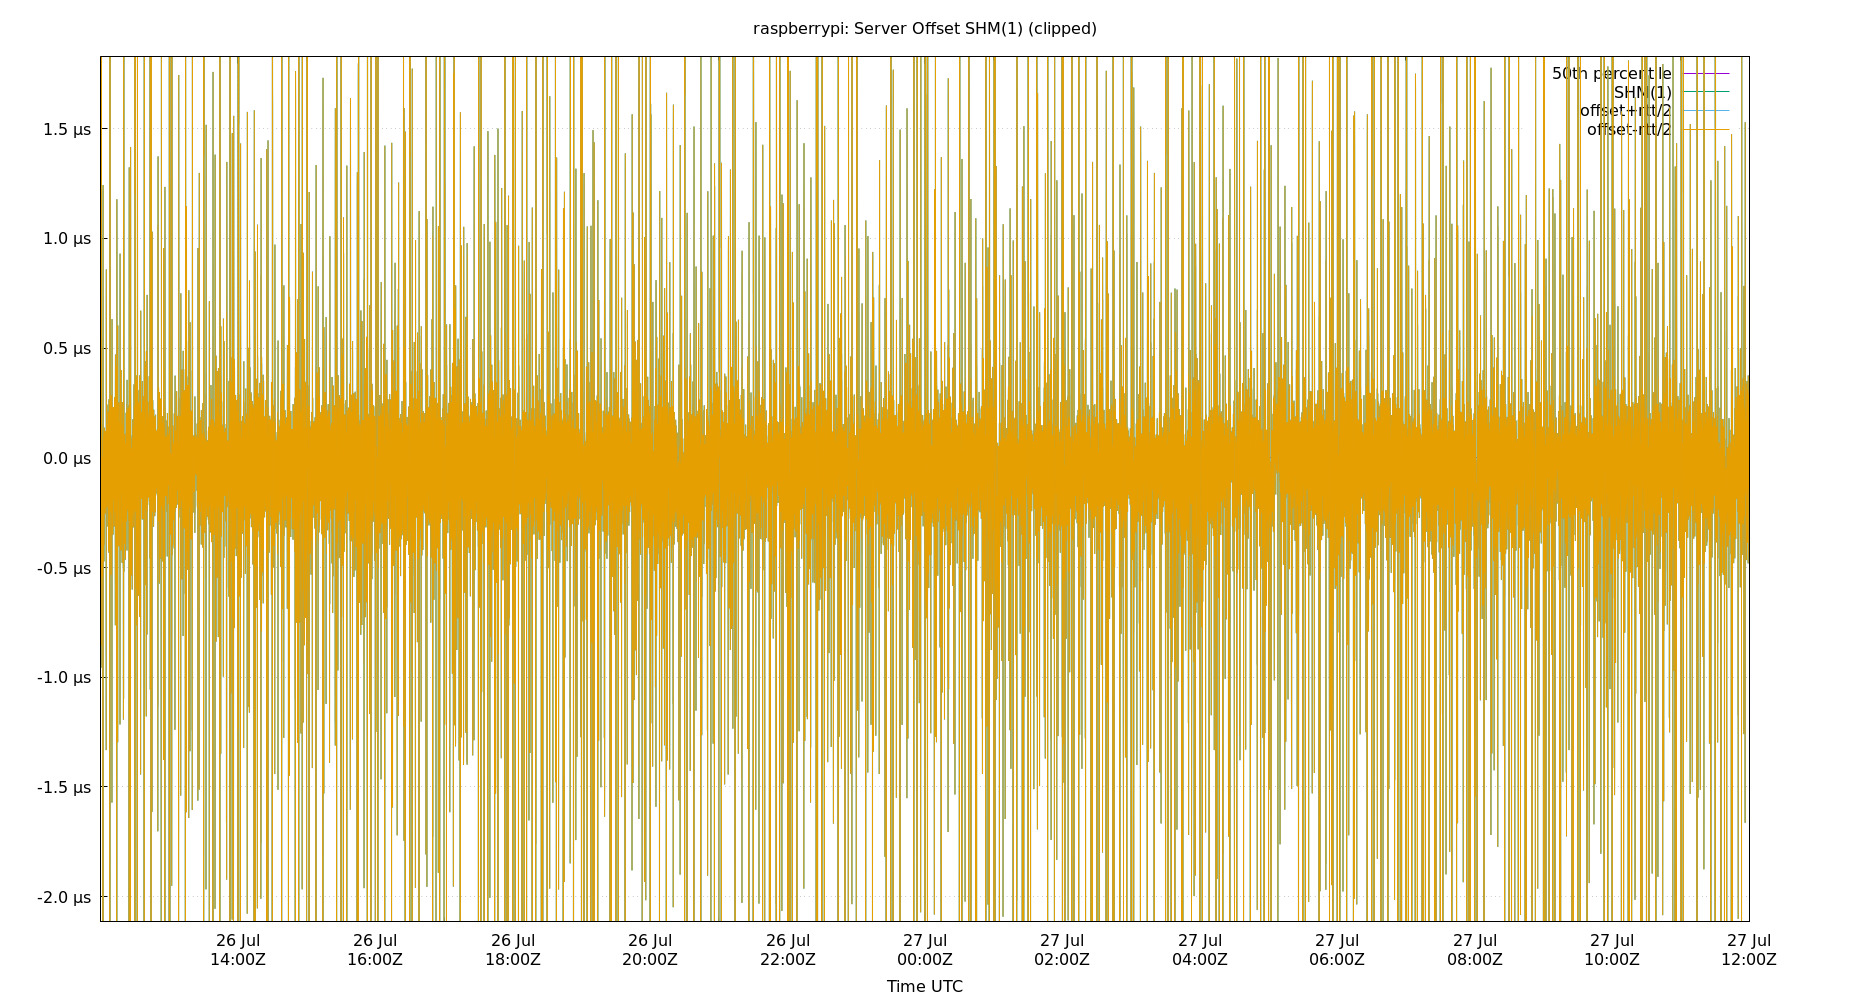 raspberrypi: Server Offset SHM(1) (clipped)
50th percentile
SHM(1)
offset+rtt/2
offset-rtt/2
1.5 µs
1.0 µs
0.5 µs
0.0 µs
-0.5 µs
-1.0 µs
-1.5 µs
-2.0 µs
26 Jul 26 Jul 26 Jul 26 Jul 26 Jul 27 Jul 27 Jul 27 Jul 27 Jul 27 Jul 27 Jul 27 Jul
14:00Z 16:00Z 18:00Z 20:00Z 22:00Z 00:00Z 02:00Z 04:00Z 06:00Z 08:00Z 10:00Z 12:00Z
Time UTC